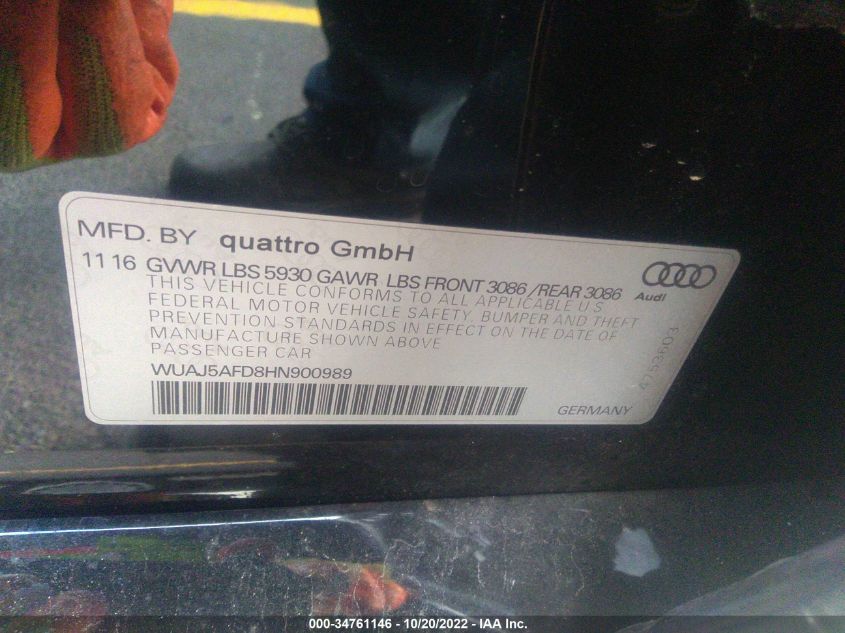 MFD. BY quattro GmbH
11 16 GVWR LBS 5930 GAWR LBS FRONT 3086 /REAR 3086
Audi
THIS VEHICLE CONFORMS TO ALL APPLICABLE U S
FEDERAL MOTOR VEHICLE SAFETY, BUMPER AND THEFT
PREVENTION STANDARDS IN EFFECT ON THE DATE OF
MANUFACTURE SHOWN ABOVE
PASSENGER CAR
WUAJ5AFD8HN900989
GERMANY
000-34761146 - 10/20/2022 - IAA Inc.